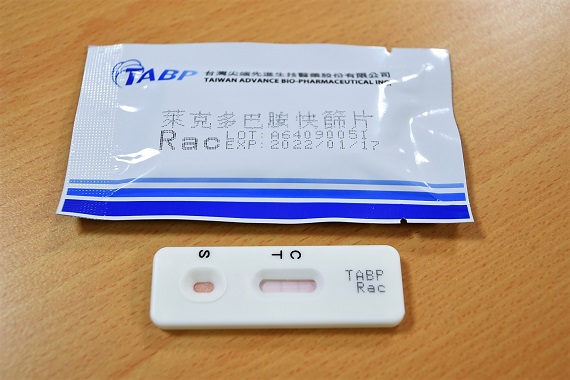 TABP 台灣尖端先進生技醫藥股份有限公司
TAIWAN ADVANCE BIO-PHARMACEUTICAL INC.
萊克多巴胺快篩片
Rac LOT: A6409005I
EXP: 2022/01/17
S T C
TABP
Rac